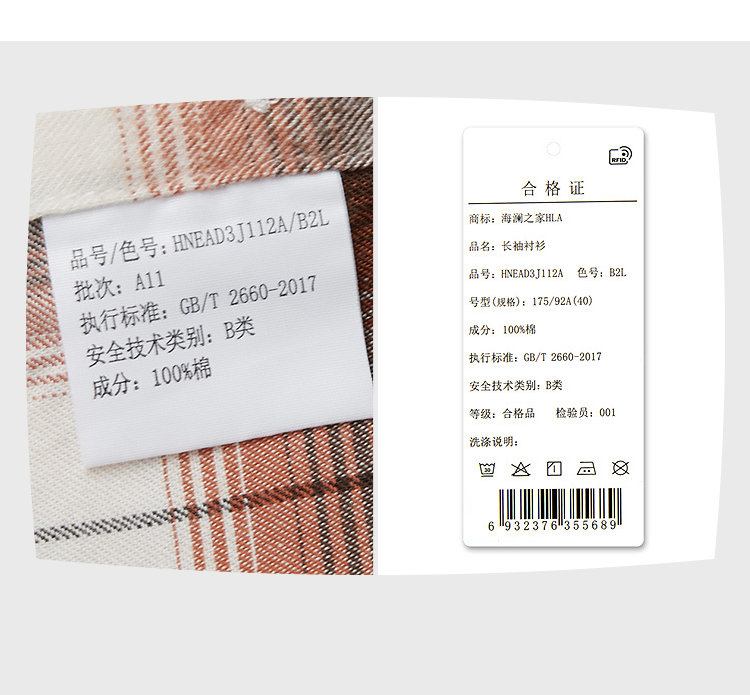 品号/色号: HNEAD3J112A/B2L
批次: A11
执行标准: GB/T 2660-2017
安全技术类别: B类
成分: 100%棉
RFID
合格证
商标: 海澜之家HLA
品名: 长袖衬衫
品号: HNEAD3J112A 色号: B2L
号型(规格): 175/92A(40)
成分: 100%棉
执行标准: GB/T 2660-2017
安全技术类别: B类
等级: 合格品 检验员: 001
洗涤说明:
30
6 932376 355689